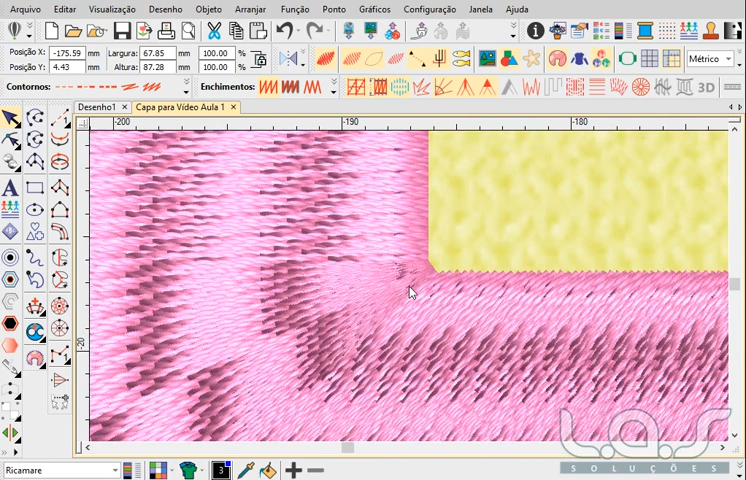 Arquivo Editar Visualização Desenho Objeto Arranjar Função Ponto Gráficos Configuração Janela Ajuda
Posição X: -175.59 mm Largura: 67.85 mm 100.00 %
Posição Y: 4.43 mm Altura: 87.28 mm 100.00 %
Métrico
Contornos: Enchimentos: 3D
Desenho1 Capa para Vídeo Aula 1
-200 -190 -180
-20
A
L.a.S
SOLUÇÕES
Ricamare 3